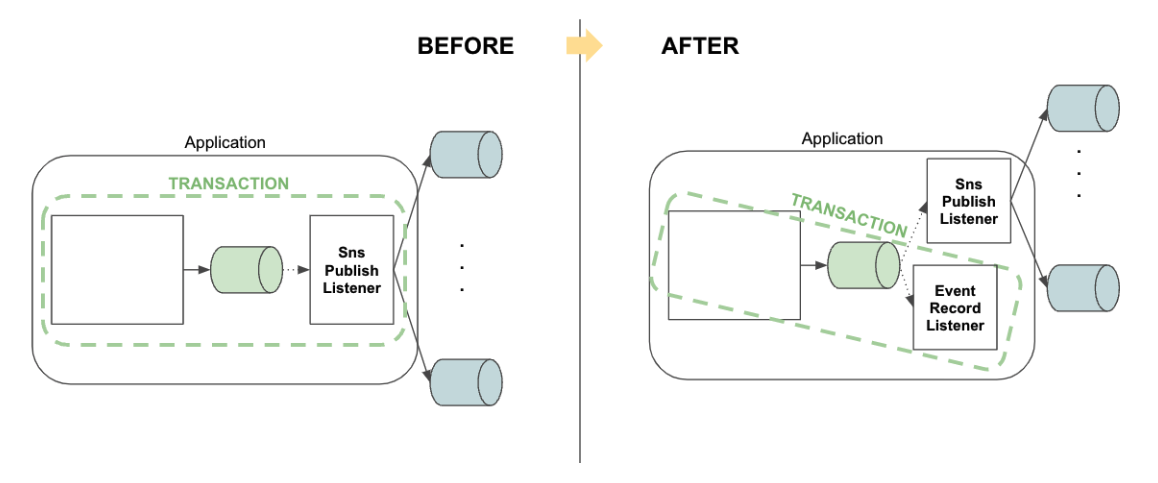 BEFORE
AFTER
Application
TRANSACTION
Sns
Publish
Listener
Application
TRANSACTION
Sns
Publish
Listener
Event
Record
Listener